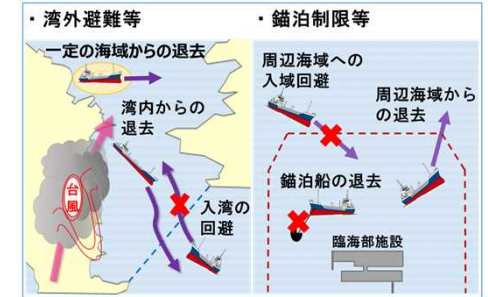 ・湾外避難等
一定の海域からの退去
湾内からの
退去
台
風
入湾の
回避
・錨泊制限等
周辺海域への
入域回避
周辺海域から
の退去
錨泊船の退去
臨海部施設